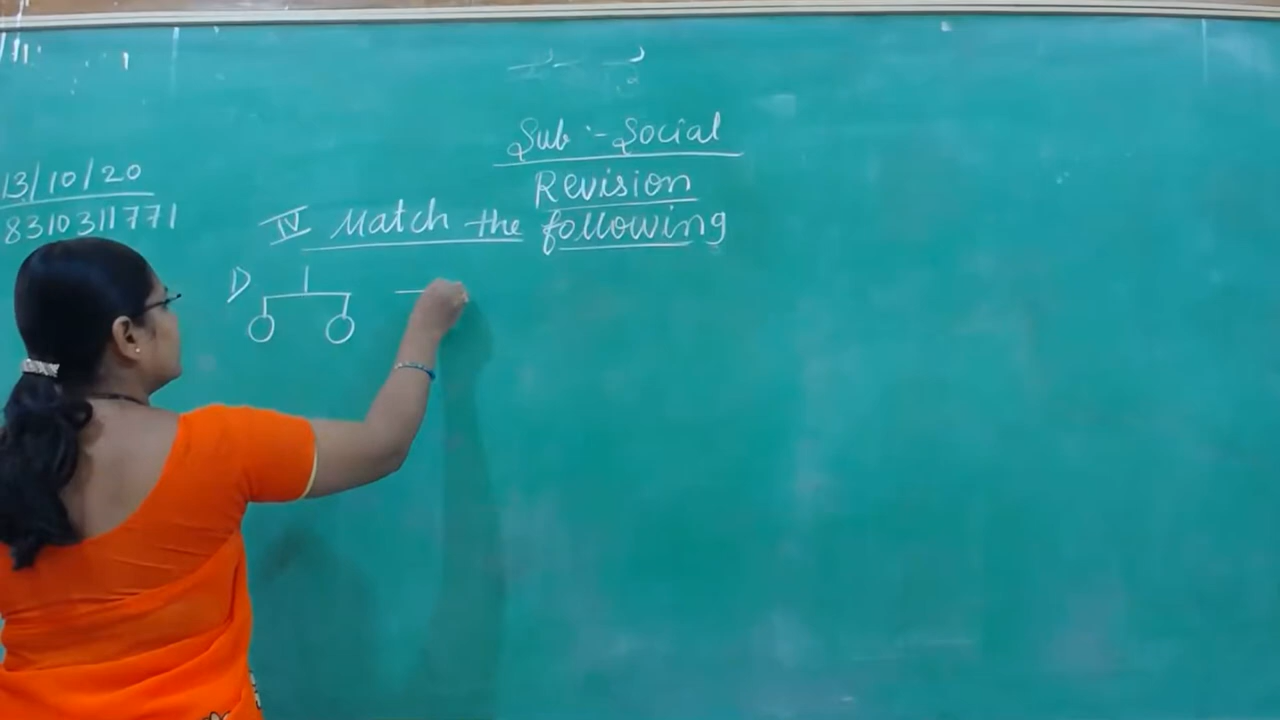 Sub :- Social
13/10/20
Revision
8310311771
IV Match the following
D